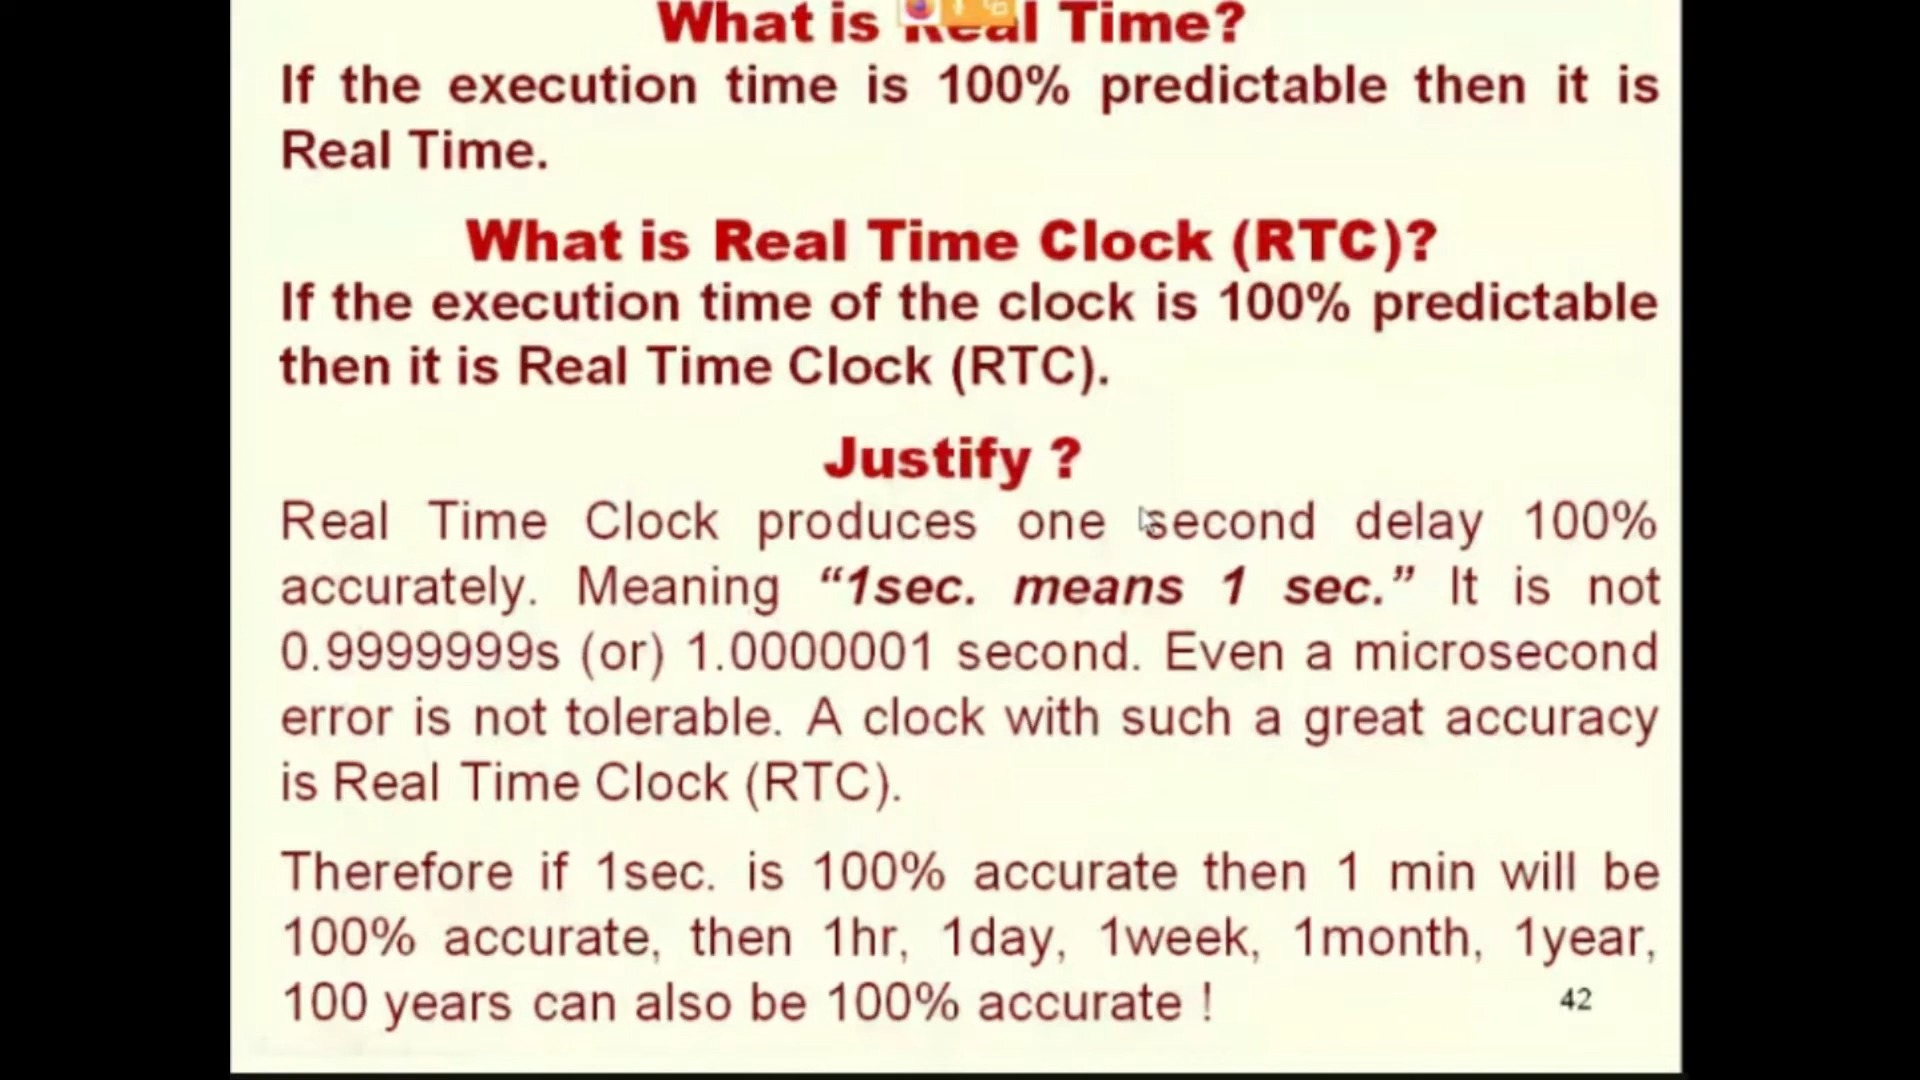 What is Real Time?
If the execution time is 100% predictable then it is
Real Time.
What is Real Time Clock (RTC)?
If the execution time of the clock is 100% predictable
then it is Real Time Clock (RTC).
Justify ?
Real Time Clock produces one second delay 100%
accurately. Meaning “1sec. means 1 sec.” It is not
0.9999999s (or) 1.0000001 second. Even a microsecond
error is not tolerable. A clock with such a great accuracy
is Real Time Clock (RTC).
Therefore if 1sec. is 100% accurate then 1 min will be
100% accurate, then 1hr, 1day, 1week, 1month, 1year,
100 years can also be 100% accurate !
42